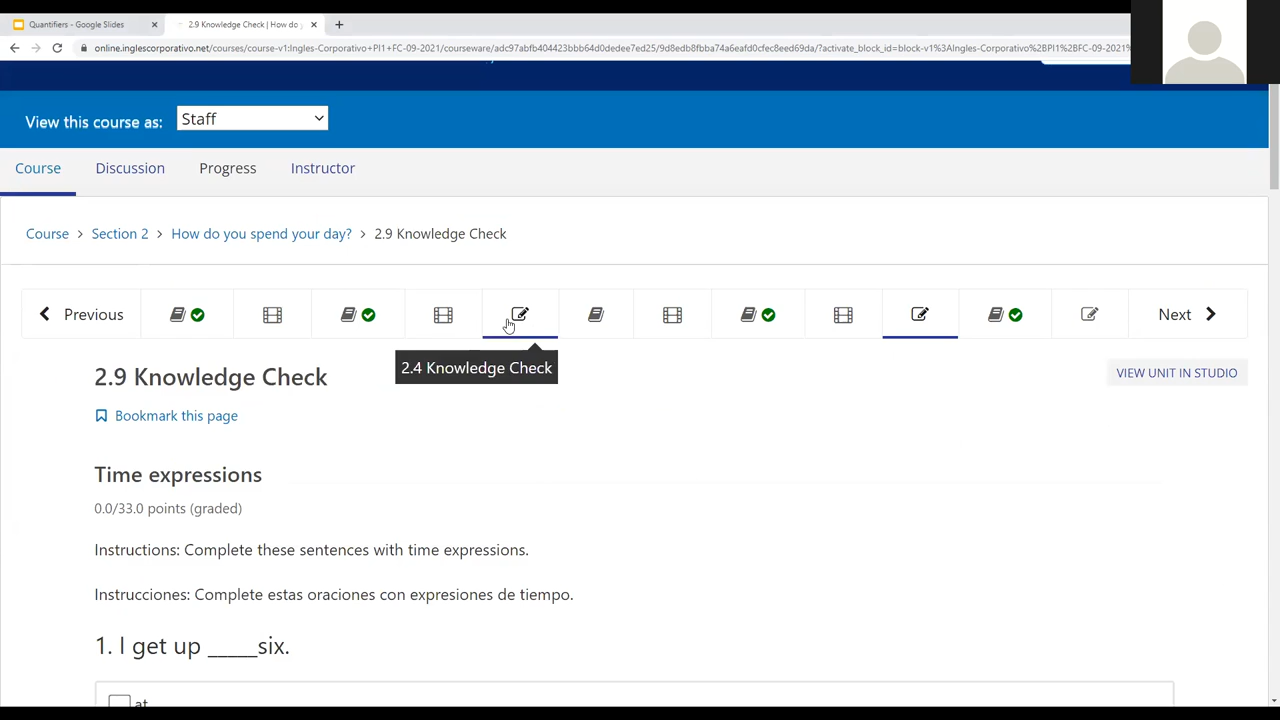 Quantifiers - Google Slides
2.9 Knowledge Check | How do
online.inglescorporativo.net/courses/course-v1:Ingles-Corporativo+PI1+FC-09-2021/courseware/adc97abfb404423bbb64d0dedee7ed25/9d8edb8fbba74a6eafd0cfec8eed69da/?activate_block_id=block-v1%3AIngles-Corporativo%2BPI1%2BFC-09-2021%
View this course as: Staff
Course Discussion Progress Instructor
Course > Section 2 > How do you spend your day? > 2.9 Knowledge Check
Previous Next
2.4 Knowledge Check
2.9 Knowledge Check
VIEW UNIT IN STUDIO
Bookmark this page
Time expressions
0.0/33.0 points (graded)
Instructions: Complete these sentences with time expressions.
Instrucciones: Complete estas oraciones con expresiones de tiempo.
1. I get up _____six.
at